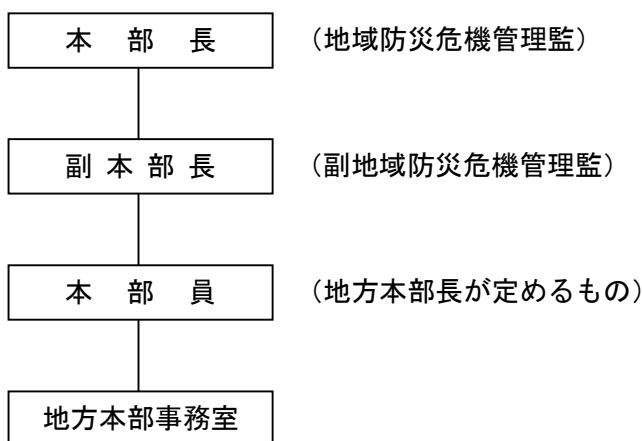 本　部　長　（地域防災危機管理監）
副 本 部 長　（副地域防災危機管理監）
本　部　員　（地方本部長が定めるもの）
地方本部事務室